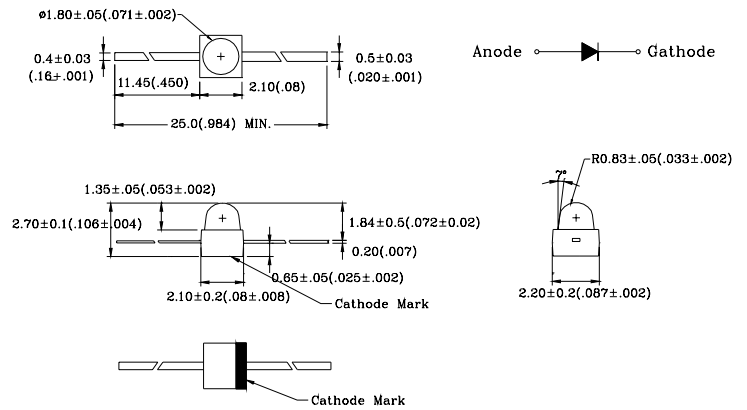 ø1.80±.05(.071±.002)
0.4±0.03
(.16±.001)
0.5±0.03
(.020±.001)
11.45(.450)
2.10(.08)
25.0(.984) MIN.
Anode
Gathode
1.35±.05(.053±.002)
2.70±0.1(.106±.004)
1.84±0.5(.072±0.02)
0.20(.007)
0.65±.05(.025±.002)
2.10±0.2(.08±.008)
Cathode Mark
7°
R0.83±.05(.033±.002)
2.20±0.2(.087±.002)
Cathode Mark